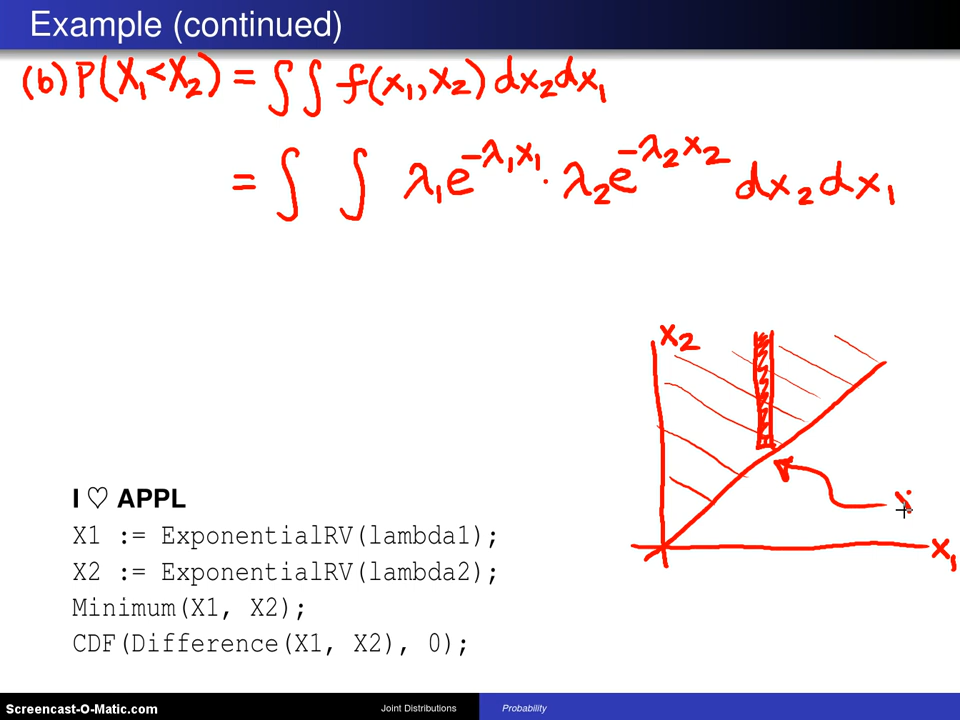 Example (continued)
(b) P(X₁<X₂) = ∫∫ f(x₁,x₂) dx₂dx₁
= ∫ ∫ λ₁e^{-λ₁x₁} · λ₂e^{-λ₂x₂} dx₂dx₁
x₂
x₁
I ♡ APPL
X1 := ExponentialRV(lambda1);
X2 := ExponentialRV(lambda2);
Minimum(X1, X2);
CDF(Difference(X1, X2), 0);
Screencast-O-Matic.com Joint Distributions Probability